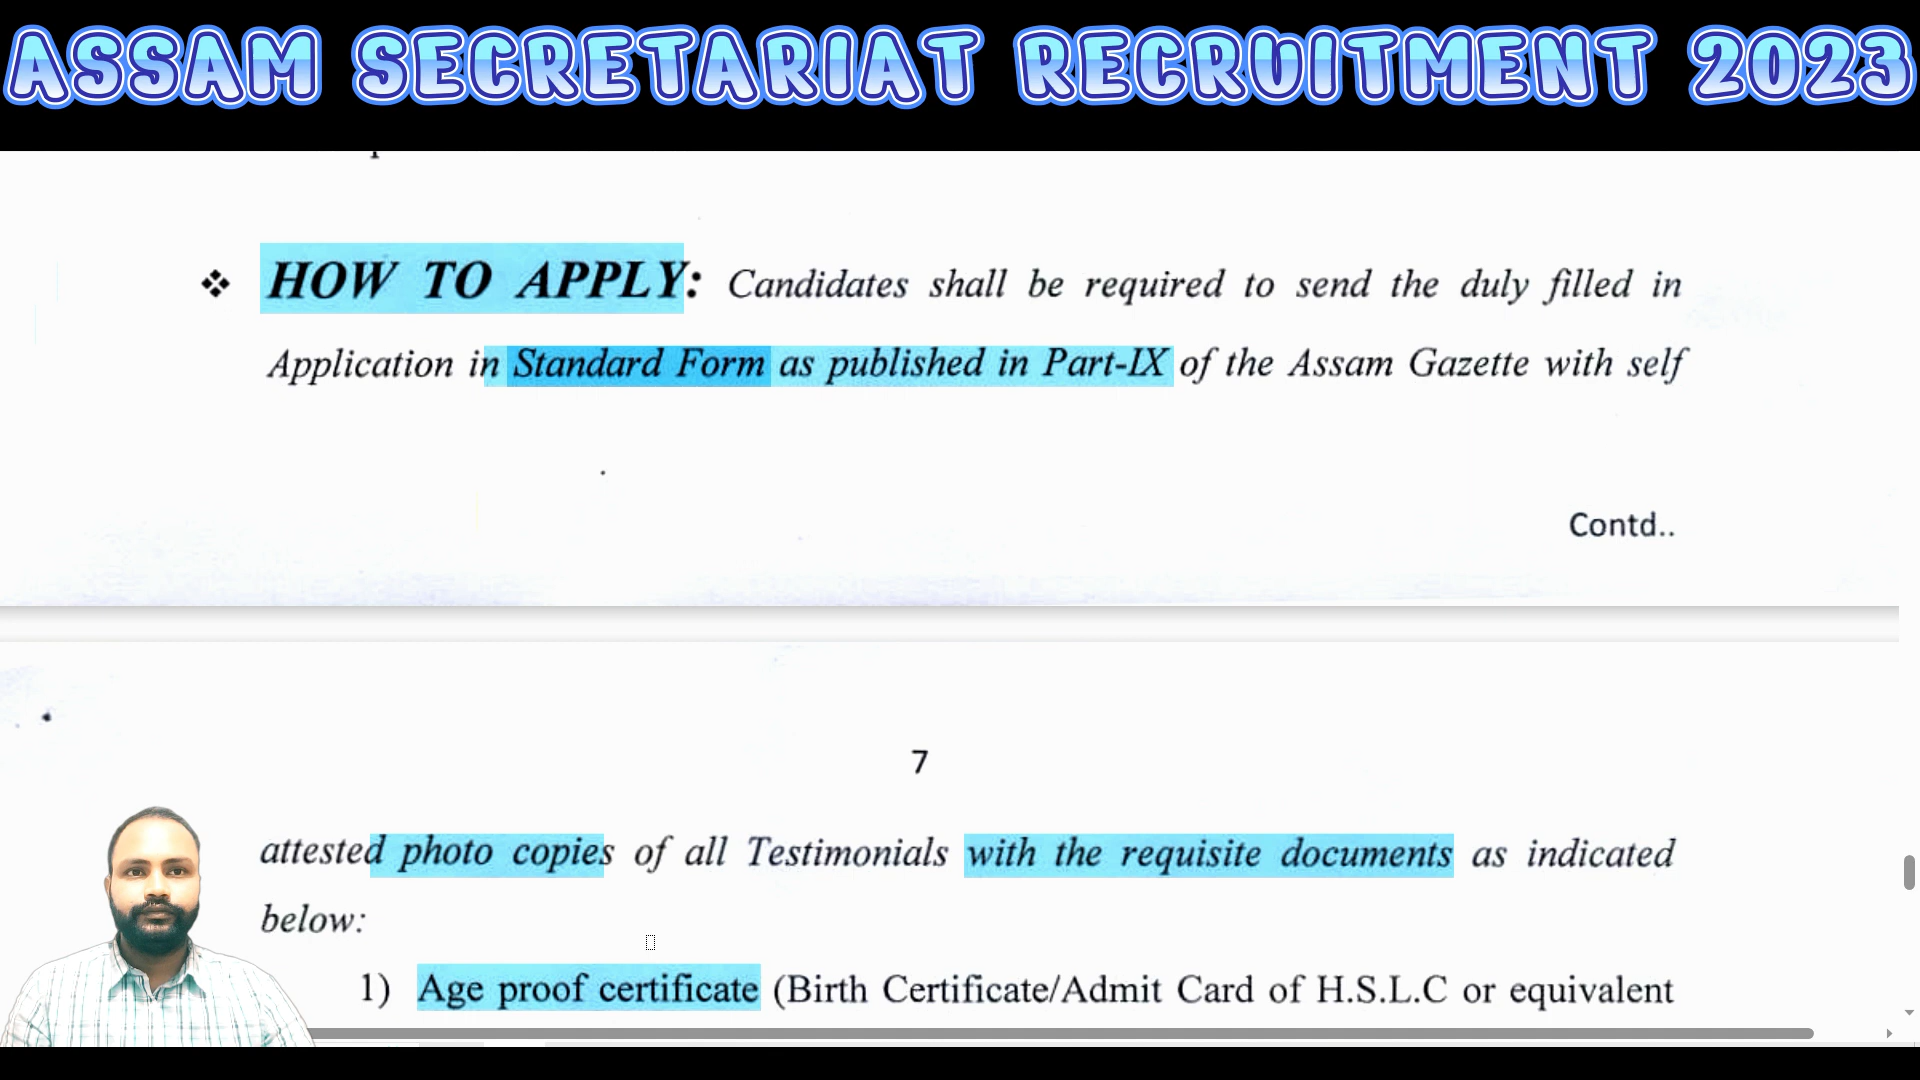 ASSAM SECRETARIAT RECRUITMENT 2023
❖ HOW TO APPLY: Candidates shall be required to send the duly filled in
Application in Standard Form as published in Part-IX of the Assam Gazette with self
Contd..
7
attested photo copies of all Testimonials with the requisite documents as indicated
below:
1) Age proof certificate (Birth Certificate/Admit Card of H.S.L.C or equivalent